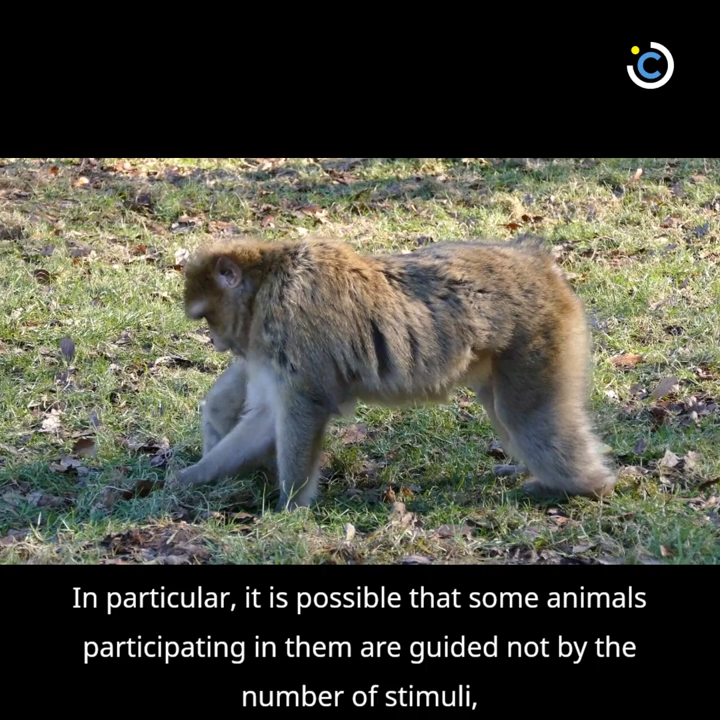 C
In particular, it is possible that some animals
participating in them are guided not by the
number of stimuli,